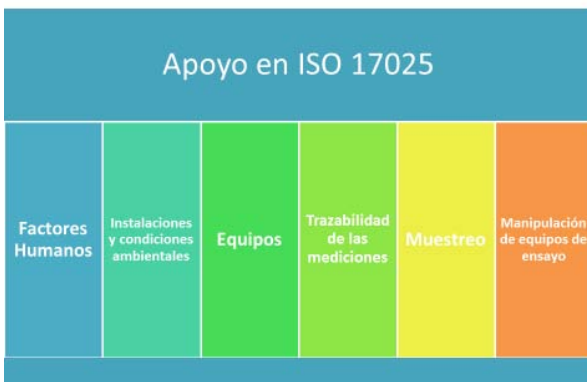 Apoyo en ISO 17025
Factores
Humanos
Instalaciones
y condiciones
ambientales
Equipos
Trazabilidad
de las
mediciones
Muestreo
Manipulación
de equipos de
ensayo